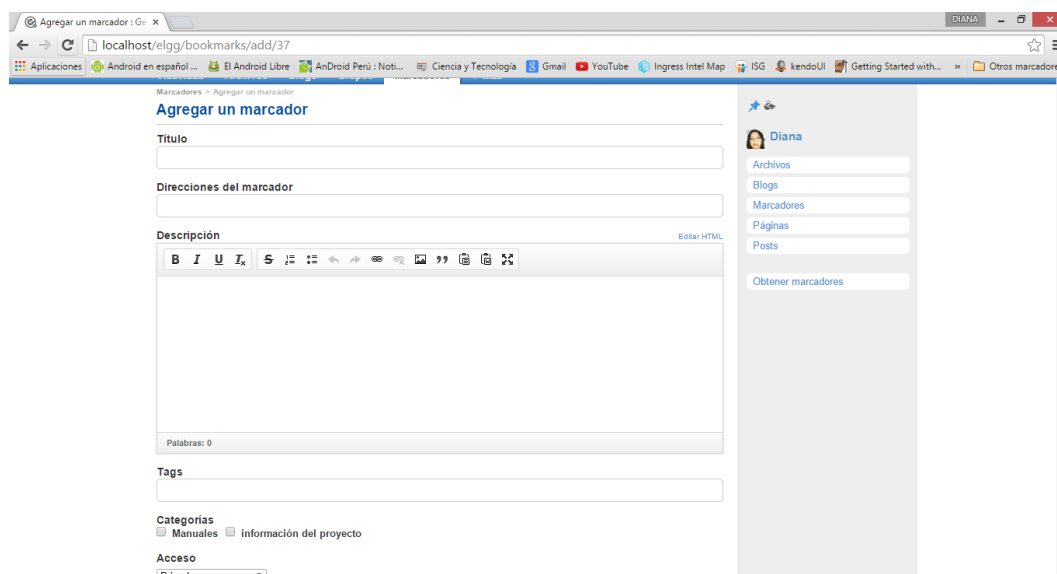 Agregar un marcador : Ge
DIANA
localhost/elgg/bookmarks/add/37
Aplicaciones Android en español ... El Android Libre AnDroid Perú : Noti... Ciencia y Tecnología Gmail YouTube Ingress Intel Map ISG kendoUI Getting Started with... » Otros marcadore
Marcadores > Agregar un marcador
Agregar un marcador
Título
Direcciones del marcador
Descripción
Editar HTML
B I U Ix S
Palabras: 0
Tags
Categorías
Manuales información del proyecto
Acceso
Diana
Archivos
Blogs
Marcadores
Páginas
Posts
Obtener marcadores